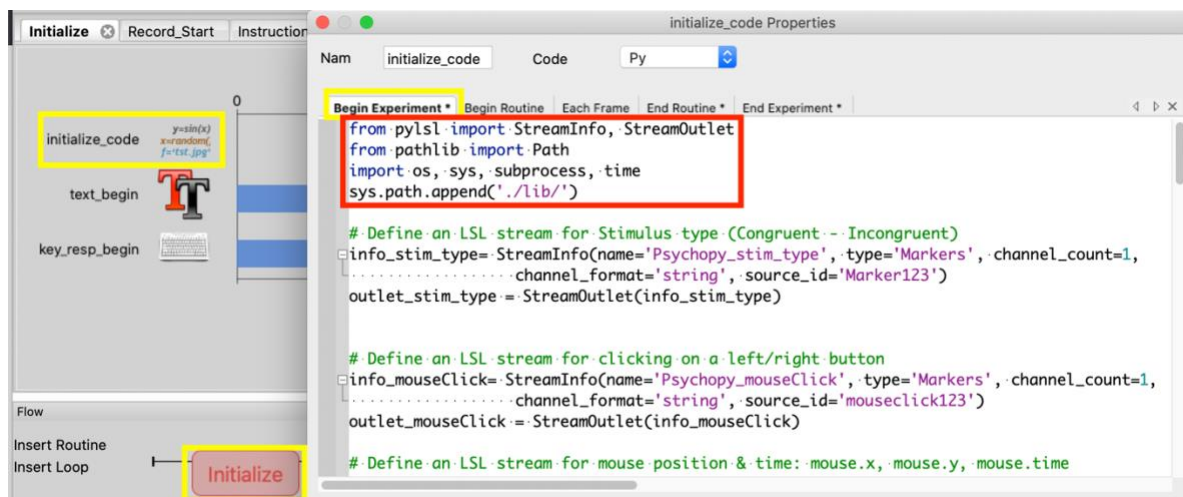 Initialize Record_Start Instruction
0
initialize_code
y=sin(x)
x=random(,
f='tst.jpg'
text_begin
key_resp_begin
Flow
Insert Routine
Insert Loop
Initialize
initialize_code Properties
Nam initialize_code Code Py
Begin Experiment * Begin Routine Each Frame End Routine * End Experiment *
from pylsl import StreamInfo, StreamOutlet
from pathlib import Path
import os, sys, subprocess, time
sys.path.append('./lib/')
# Define an LSL stream for Stimulus type (Congruent - Incongruent)
info_stim_type= StreamInfo(name='Psychopy_stim_type', type='Markers', channel_count=1,
channel_format='string', source_id='Marker123')
outlet_stim_type = StreamOutlet(info_stim_type)
# Define an LSL stream for clicking on a left/right button
info_mouseClick= StreamInfo(name='Psychopy_mouseClick', type='Markers', channel_count=1,
channel_format='string', source_id='mouseclick123')
outlet_mouseClick = StreamOutlet(info_mouseClick)
# Define an LSL stream for mouse position & time: mouse.x, mouse.y, mouse.time